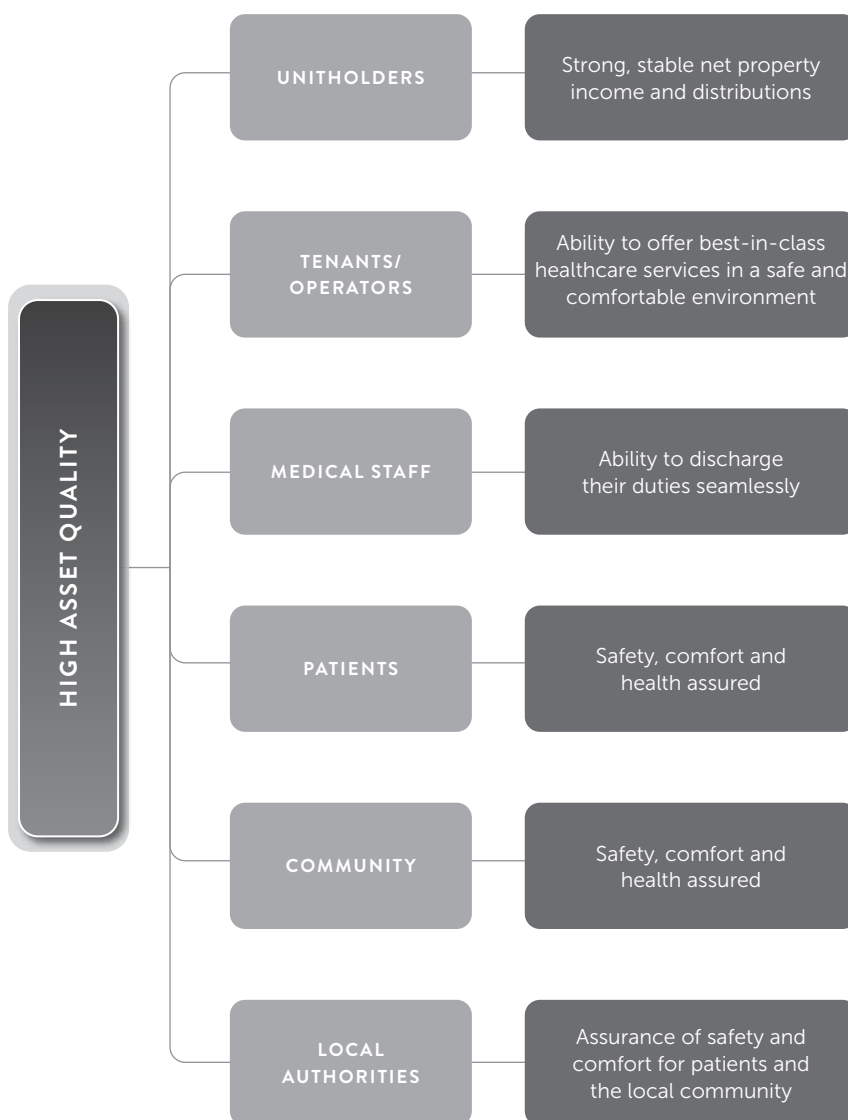 HIGH ASSET QUALITY
UNITHOLDERS
Strong, stable net property
income and distributions
TENANTS/
OPERATORS
Ability to offer best-in-class
healthcare services in a safe and
comfortable environment
MEDICAL STAFF
Ability to discharge
their duties seamlessly
PATIENTS
Safety, comfort and
health assured
COMMUNITY
Safety, comfort and
health assured
LOCAL
AUTHORITIES
Assurance of safety and
comfort for patients and
the local community